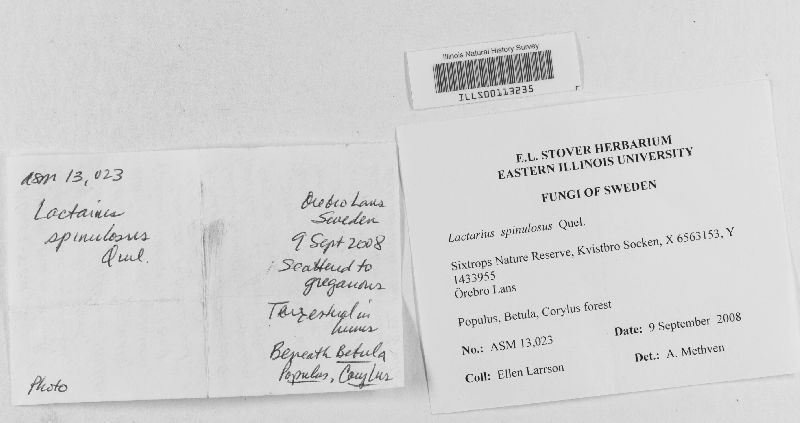 Illinois Natural History Survey
ILLS00113235
ASM 13,023
Lactarius
spinulosus
Quel.
Photo
Örebro Lans
Sweden
9 Sept 2008
Scattered to
gregarious
Terrestrial in
humus
Beneath Betula
Populus, Corylus
E.L. STOVER HERBARIUM
EASTERN ILLINOIS UNIVERSITY
FUNGI OF SWEDEN
Lactarius spinulosus Quel.
Sixtrops Nature Reserve, Kvistbro Socken, X 6563153, Y
1433955
Örebro Lans
Populus, Betula, Corylus forest
No.: ASM 13,023
Date: 9 September 2008
Coll: Ellen Larrson
Det.: A. Methven